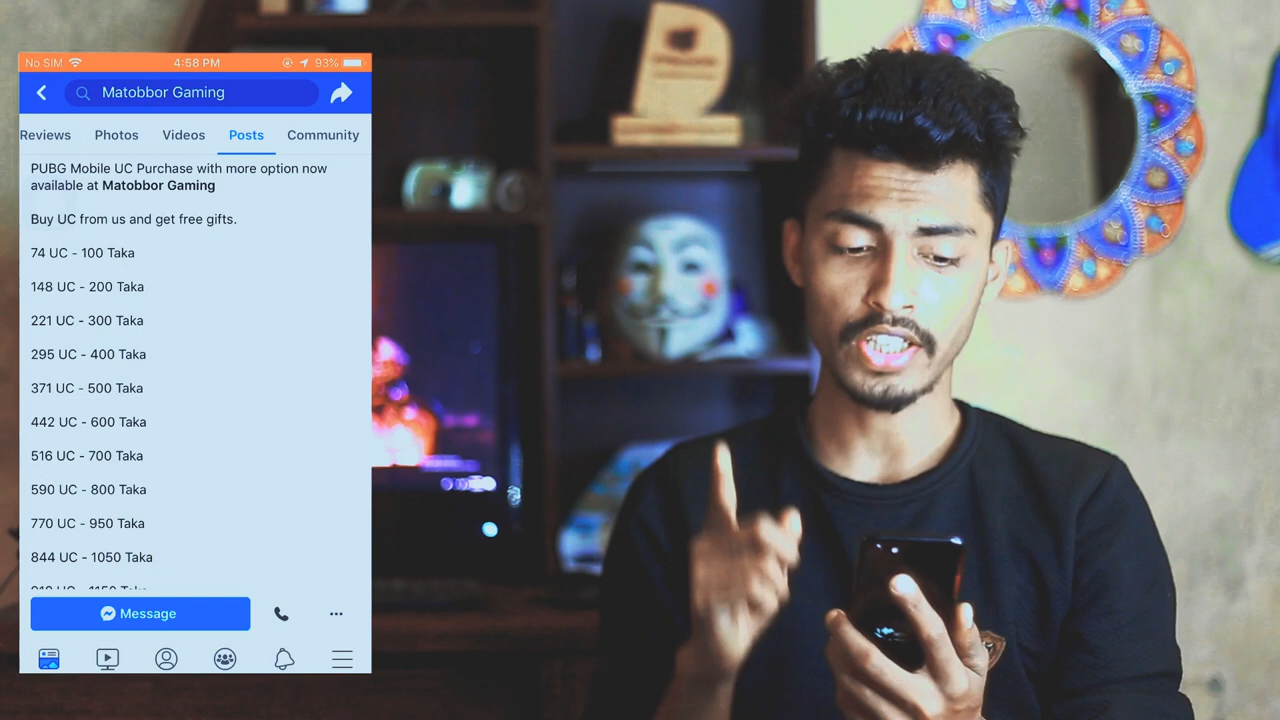 No SIM 4:58 PM 93%
Matobbor Gaming
Reviews Photos Videos Posts Community
PUBG Mobile UC Purchase with more option now
available at Matobbor Gaming
Buy UC from us and get free gifts.
74 UC - 100 Taka
148 UC - 200 Taka
221 UC - 300 Taka
295 UC - 400 Taka
371 UC - 500 Taka
442 UC - 600 Taka
516 UC - 700 Taka
590 UC - 800 Taka
770 UC - 950 Taka
844 UC - 1050 Taka
Message